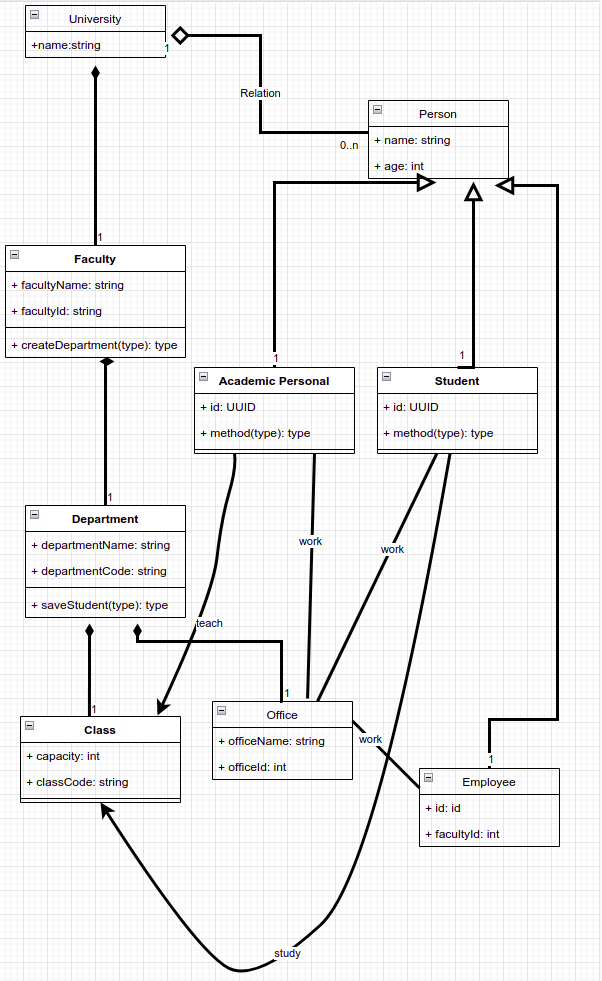 University
+name:string
1
Relation
0..n
Person
+ name: string
+ age: int
1
Faculty
+ facultyName: string
+ facultyId: string
+ createDepartment(type): type
1
Academic Personal
+ id: UUID
+ method(type): type
1
Student
+ id: UUID
+ method(type): type
1
Department
+ departmentName: string
+ departmentCode: string
+ saveStudent(type): type
work
work
teach
1
Class
+ capacity: int
+ classCode: string
1
Office
+ officeName: string
+ officeId: int
work
1
Employee
+ id: id
+ facultyId: int
study